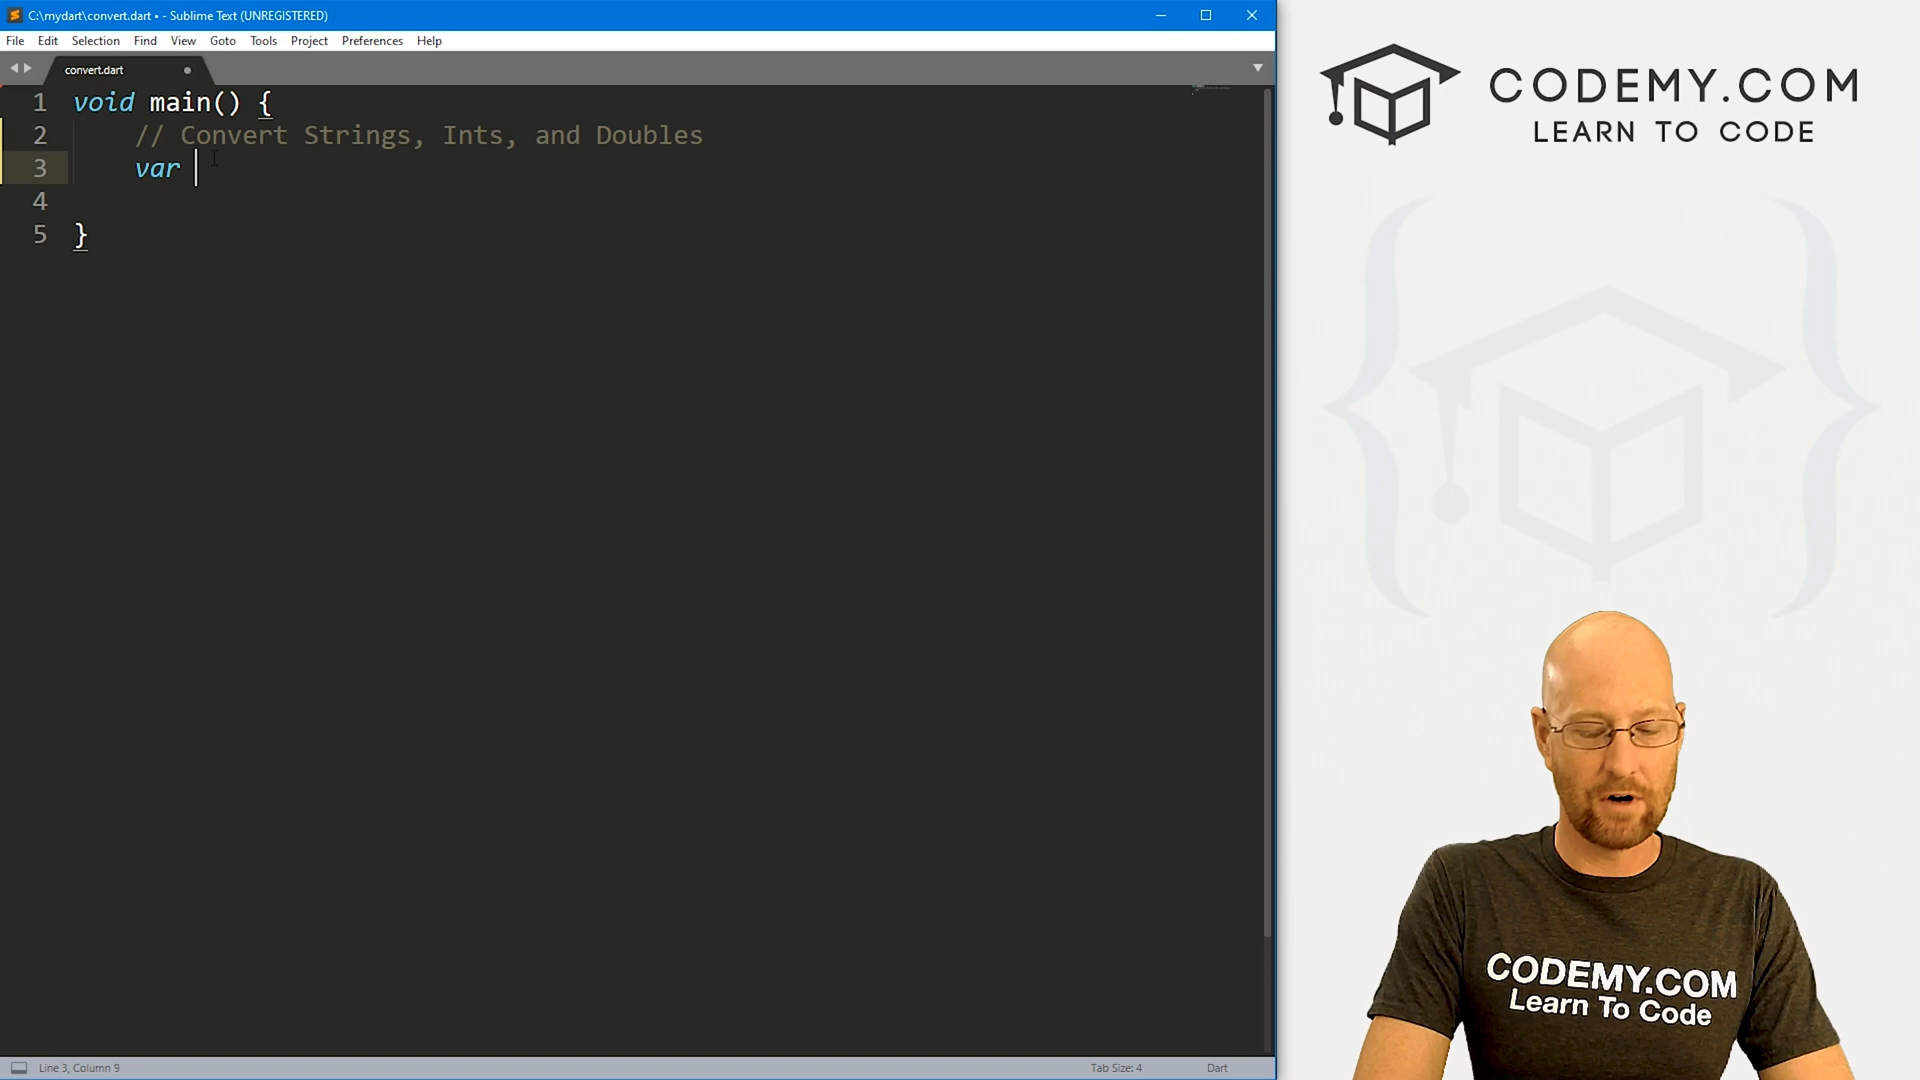 C:\mydart\convert.dart • - Sublime Text (UNREGISTERED)
File Edit Selection Find View Goto Tools Project Preferences Help
convert.dart
1 void main() {
2 // Convert Strings, Ints, and Doubles
3 var
4
5 }
Line 3, Column 9
Tab Size: 4
Dart
CODEMY.COM
LEARN TO CODE
CODEMY.COM
Learn To Code